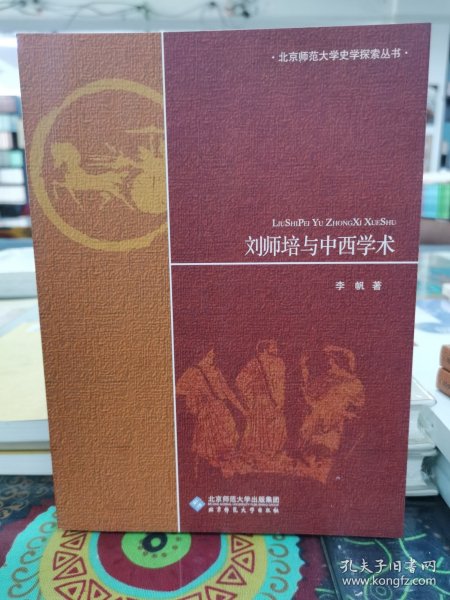 ·北京师范大学史学探索丛书·
LIUSHIPEI YU ZHONGXI XUESHU
刘师培与中西学术
李 帆 著
北京师范大学出版集团
北京师范大学出版社
孔夫子旧书网
www.kongfz.com